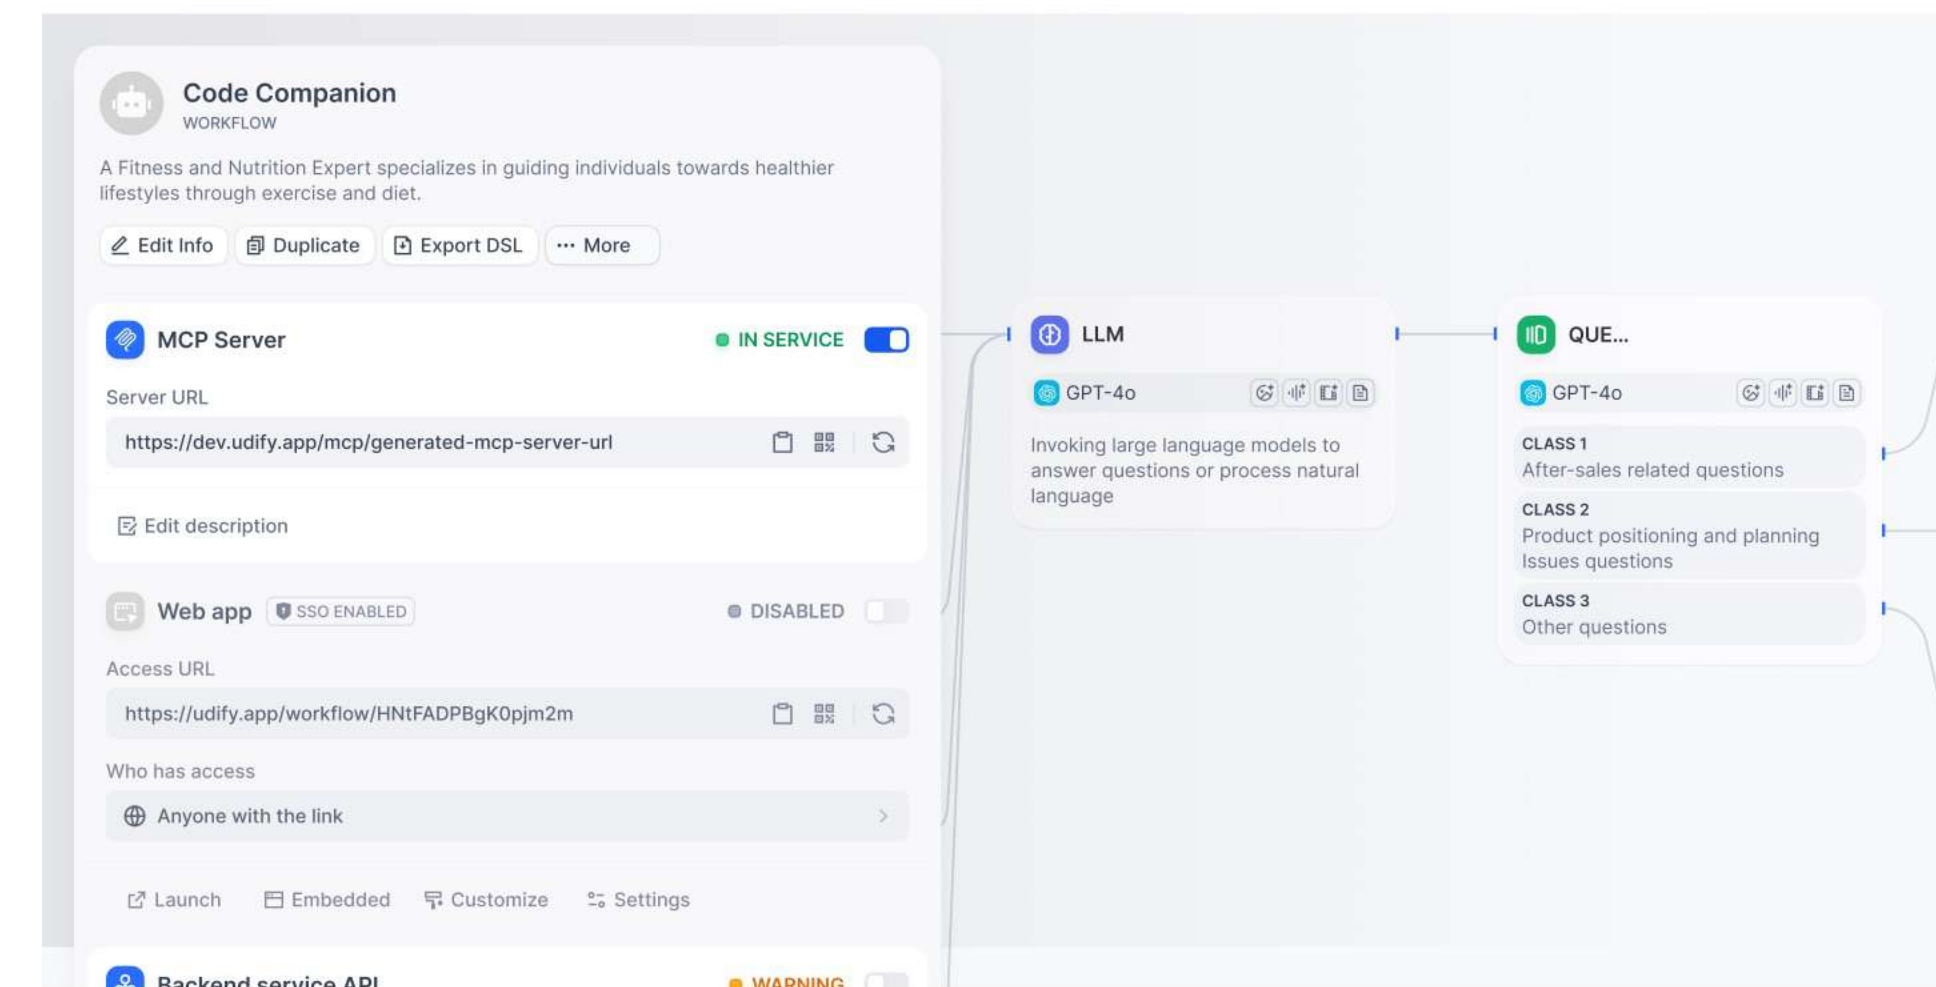 Code Companion
WORKFLOW
A Fitness and Nutrition Expert specializes in guiding individuals towards healthier
lifestyles through exercise and diet.
Edit Info
Duplicate
Export DSL
More
MCP Server
IN SERVICE
Server URL
https://dev.udify.app/mcp/generated-mcp-server-url
Edit description
Web app
SSO ENABLED
DISABLED
Access URL
https://udify.app/workflow/HNtFADPBgK0pjm2m
Who has access
Anyone with the link
Launch
Embedded
Customize
Settings
Backend service API
WARNING
LLM
GPT-4o
Invoking large language models to
answer questions or process natural
language
QUE...
GPT-4o
CLASS 1
After-sales related questions
CLASS 2
Product positioning and planning
Issues questions
CLASS 3
Other questions